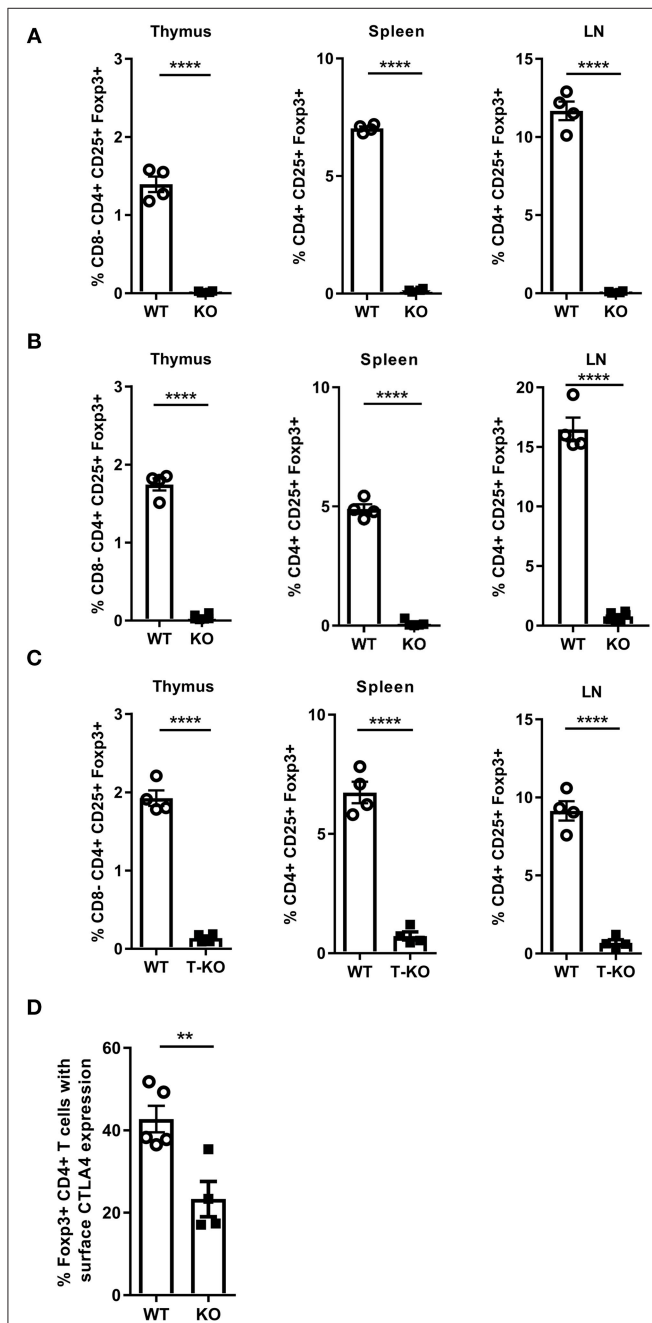 A
Thymus
Spleen
LN
% CD8- CD4+ CD25+ Foxp3+
3
2
1
0
****
WT
KO
% CD4+ CD25+ Foxp3+
10
5
0
****
WT
KO
% CD4+ CD25+ Foxp3+
15
10
5
0
****
WT
KO
B
Thymus
Spleen
LN
% CD8- CD4+ CD25+ Foxp3+
3
2
1
0
****
WT
KO
% CD4+ CD25+ Foxp3+
10
5
0
****
WT
KO
% CD4+ CD25+ Foxp3+
20
15
10
5
0
****
WT
KO
C
Thymus
Spleen
LN
% CD8- CD4+ CD25+ Foxp3+
3
2
1
0
****
WT
T-KO
% CD4+ CD25+ Foxp3+
10
5
0
****
WT
T-KO
% CD4+ CD25+ Foxp3+
15
10
5
0
****
WT
T-KO
D
% Foxp3+ CD4+ T cells with
surface CTLA4 expression
60
40
20
0
**
WT
KO